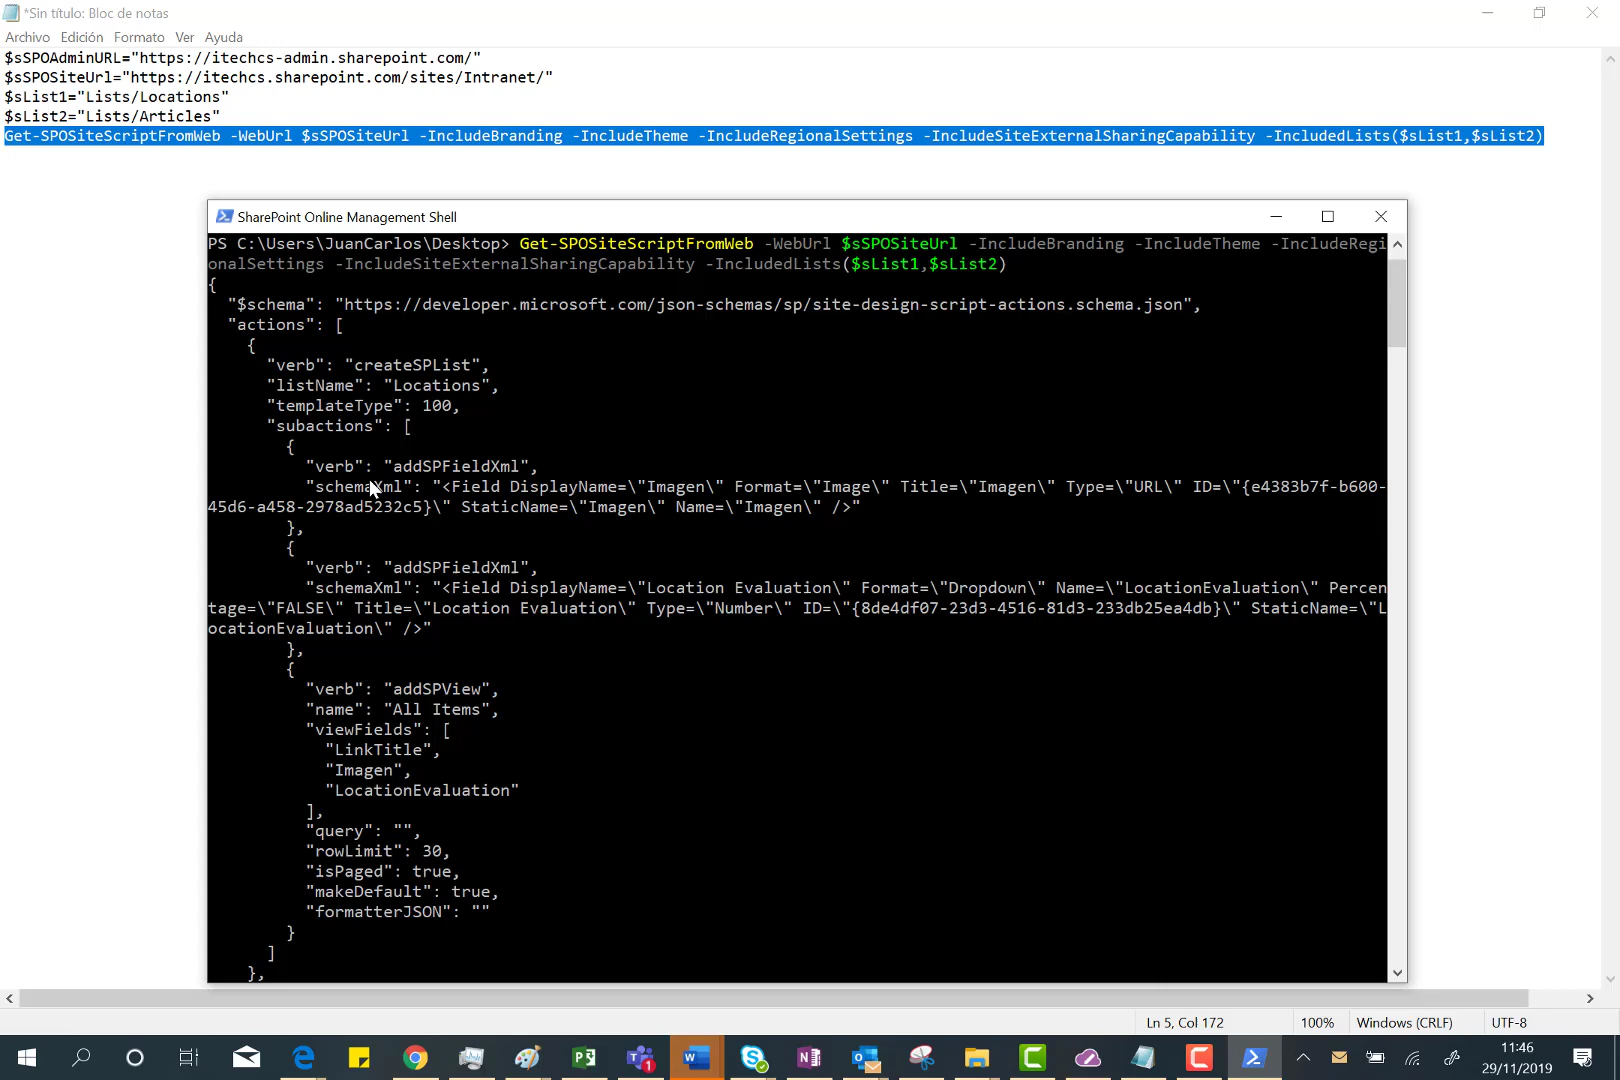 *Sin título: Bloc de notas
Archivo Edición Formato Ver Ayuda
$sSPOAdminURL="https://itechcs-admin.sharepoint.com/"
$sSPOSiteUrl="https://itechcs.sharepoint.com/sites/Intranet/"
$sList1="Lists/Locations"
$sList2="Lists/Articles"
Get-SPOSiteScriptFromWeb -WebUrl $sSPOSiteUrl -IncludeBranding -IncludeTheme -IncludeRegionalSettings -IncludeSiteExternalSharingCapability -IncludedLists($sList1,$sList2)
SharePoint Online Management Shell
PS C:\Users\JuanCarlos\Desktop> Get-SPOSiteScriptFromWeb -WebUrl $sSPOSiteUrl -IncludeBranding -IncludeTheme -IncludeRegi
onalSettings -IncludeSiteExternalSharingCapability -IncludedLists($sList1,$sList2)
{
"$schema": "https://developer.microsoft.com/json-schemas/sp/site-design-script-actions.schema.json",
"actions": [
{
"verb": "createSPList",
"listName": "Locations",
"templateType": 100,
"subactions": [
{
"verb": "addSPFieldXml",
"schemaXml": "<Field DisplayName=\"Imagen\" Format=\"Image\" Title=\"Imagen\" Type=\"URL\" ID=\"{e4383b7f-b600-
45d6-a458-2978ad5232c5}\" StaticName=\"Imagen\" Name=\"Imagen\" />"
},
{
"verb": "addSPFieldXml",
"schemaXml": "<Field DisplayName=\"Location Evaluation\" Format=\"Dropdown\" Name=\"LocationEvaluation\" Percen
tage=\"FALSE\" Title=\"Location Evaluation\" Type=\"Number\" ID=\"{8de4df07-23d3-4516-81d3-233db25ea4db}\" StaticName=\"L
ocationEvaluation\" />"
},
{
"verb": "addSPView",
"name": "All Items",
"viewFields": [
"LinkTitle",
"Imagen",
"LocationEvaluation"
],
"query": "",
"rowLimit": 30,
"isPaged": true,
"makeDefault": true,
"formatterJSON": ""
}
]
},
Ln 5, Col 172 100% Windows (CRLF) UTF-8
11:46
29/11/2019